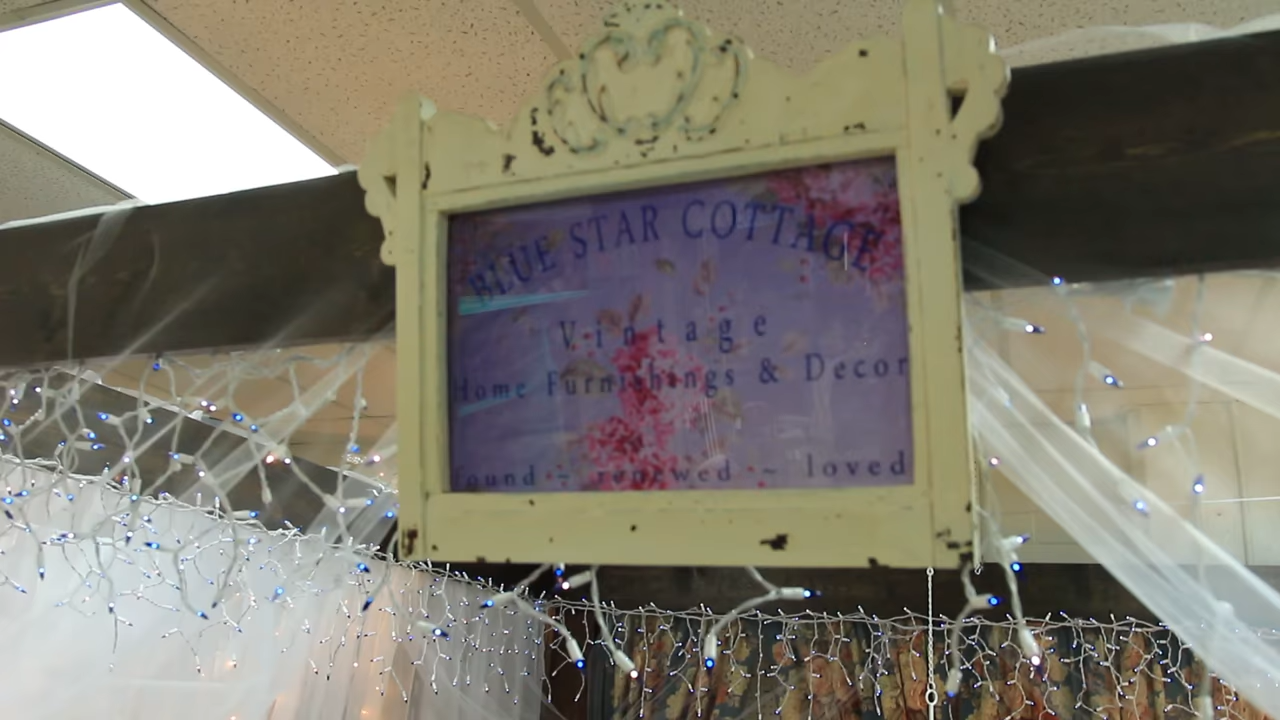 BLUE STAR COTTAGE
Vintage
Home Furnishings & Decor
found ~ renewed ~ loved